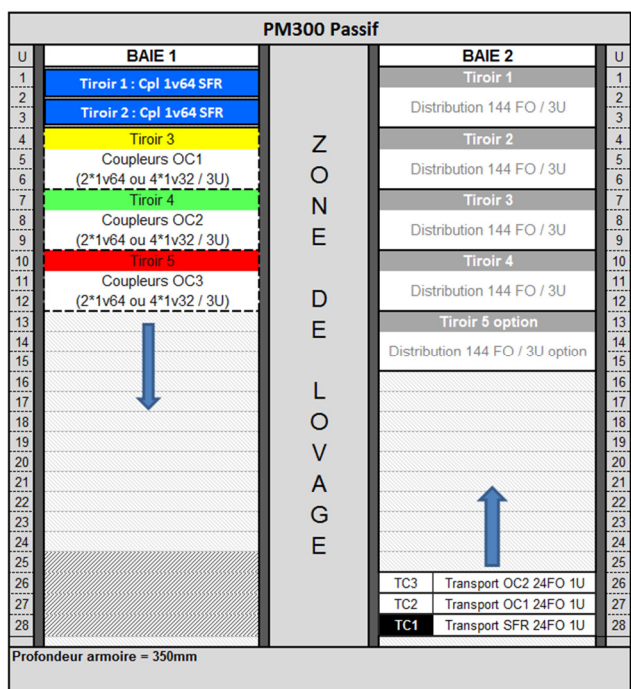 PM300 Passif
U
BAIE 1
BAIE 2
U
1
Tiroir 1 : Cpl 1v64 SFR
Tiroir 1
1
2
Distribution 144 FO / 3U
2
3
Tiroir 2 : Cpl 1v64 SFR
3
4
Tiroir 3
Tiroir 2
4
5
Coupleurs OC1
Distribution 144 FO / 3U
5
6
(2*1v64 ou 4*1v32 / 3U)
6
7
Tiroir 4
Tiroir 3
7
8
Coupleurs OC2
Distribution 144 FO / 3U
8
9
(2*1v64 ou 4*1v32 / 3U)
9
10
Tiroir 5
Tiroir 4
10
11
Coupleurs OC3
Distribution 144 FO / 3U
11
12
(2*1v64 ou 4*1v32 / 3U)
12
13
Tiroir 5 option
13
14
Distribution 144 FO / 3U option
14
15
15
16
16
17
17
18
18
19
19
20
20
21
21
22
22
23
23
24
24
25
25
26
TC3 Transport OC2 24FO 1U
26
27
TC2 Transport OC1 24FO 1U
27
28
TC1 Transport SFR 24FO 1U
28
ZONE
DE
LOVAGE
Profondeur armoire = 350mm